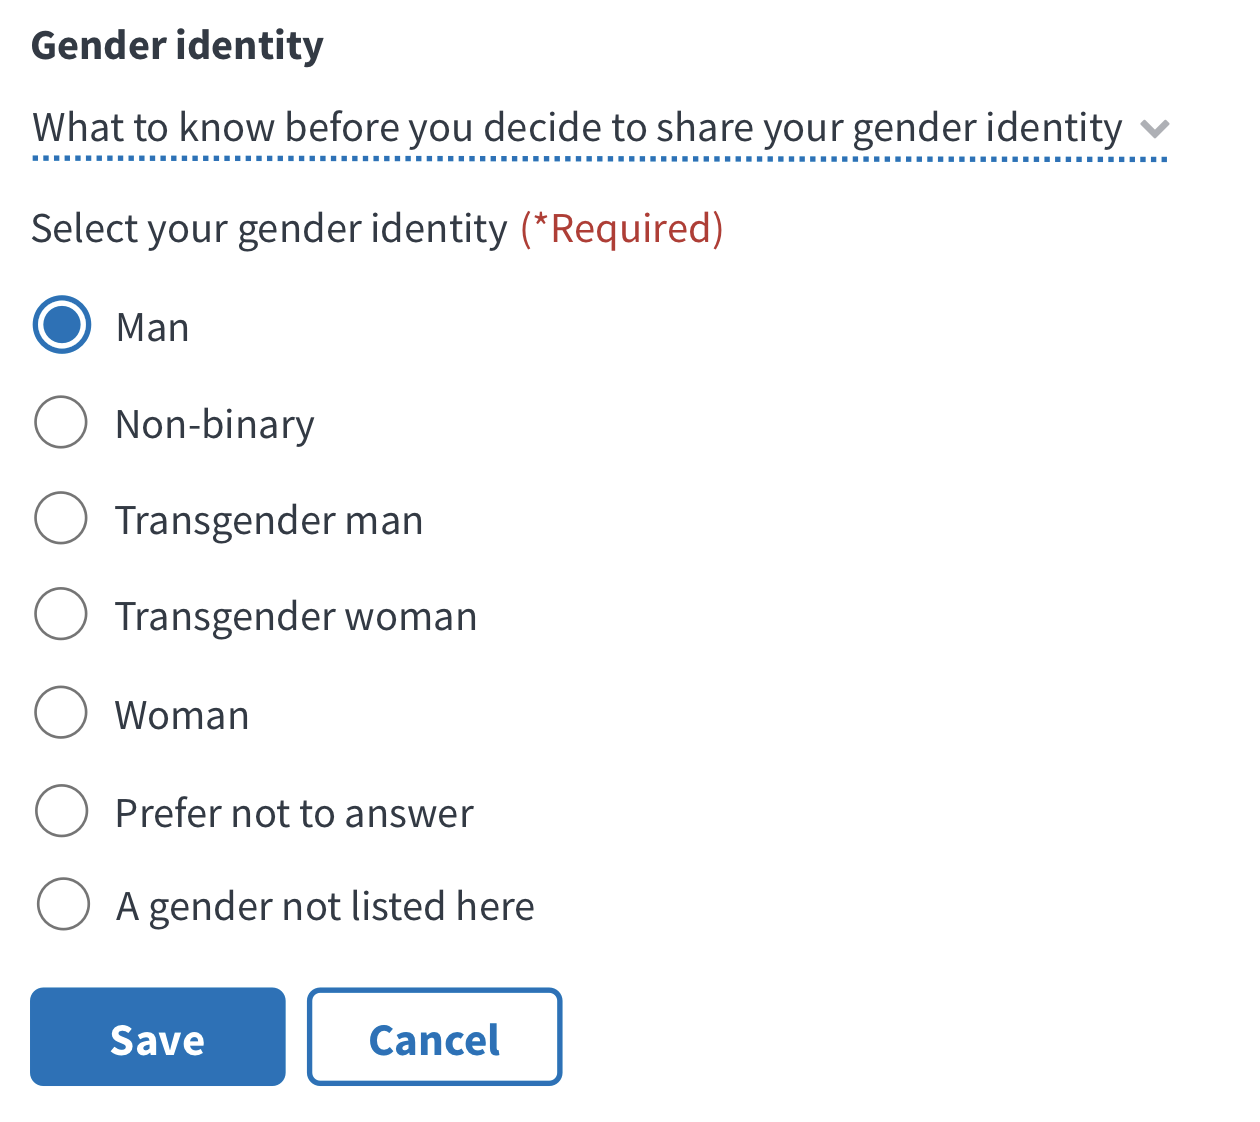 Gender identity
What to know before you decide to share your gender identity
Select your gender identity (*Required)
Man
Non-binary
Transgender man
Transgender woman
Woman
Prefer not to answer
A gender not listed here
Save Cancel